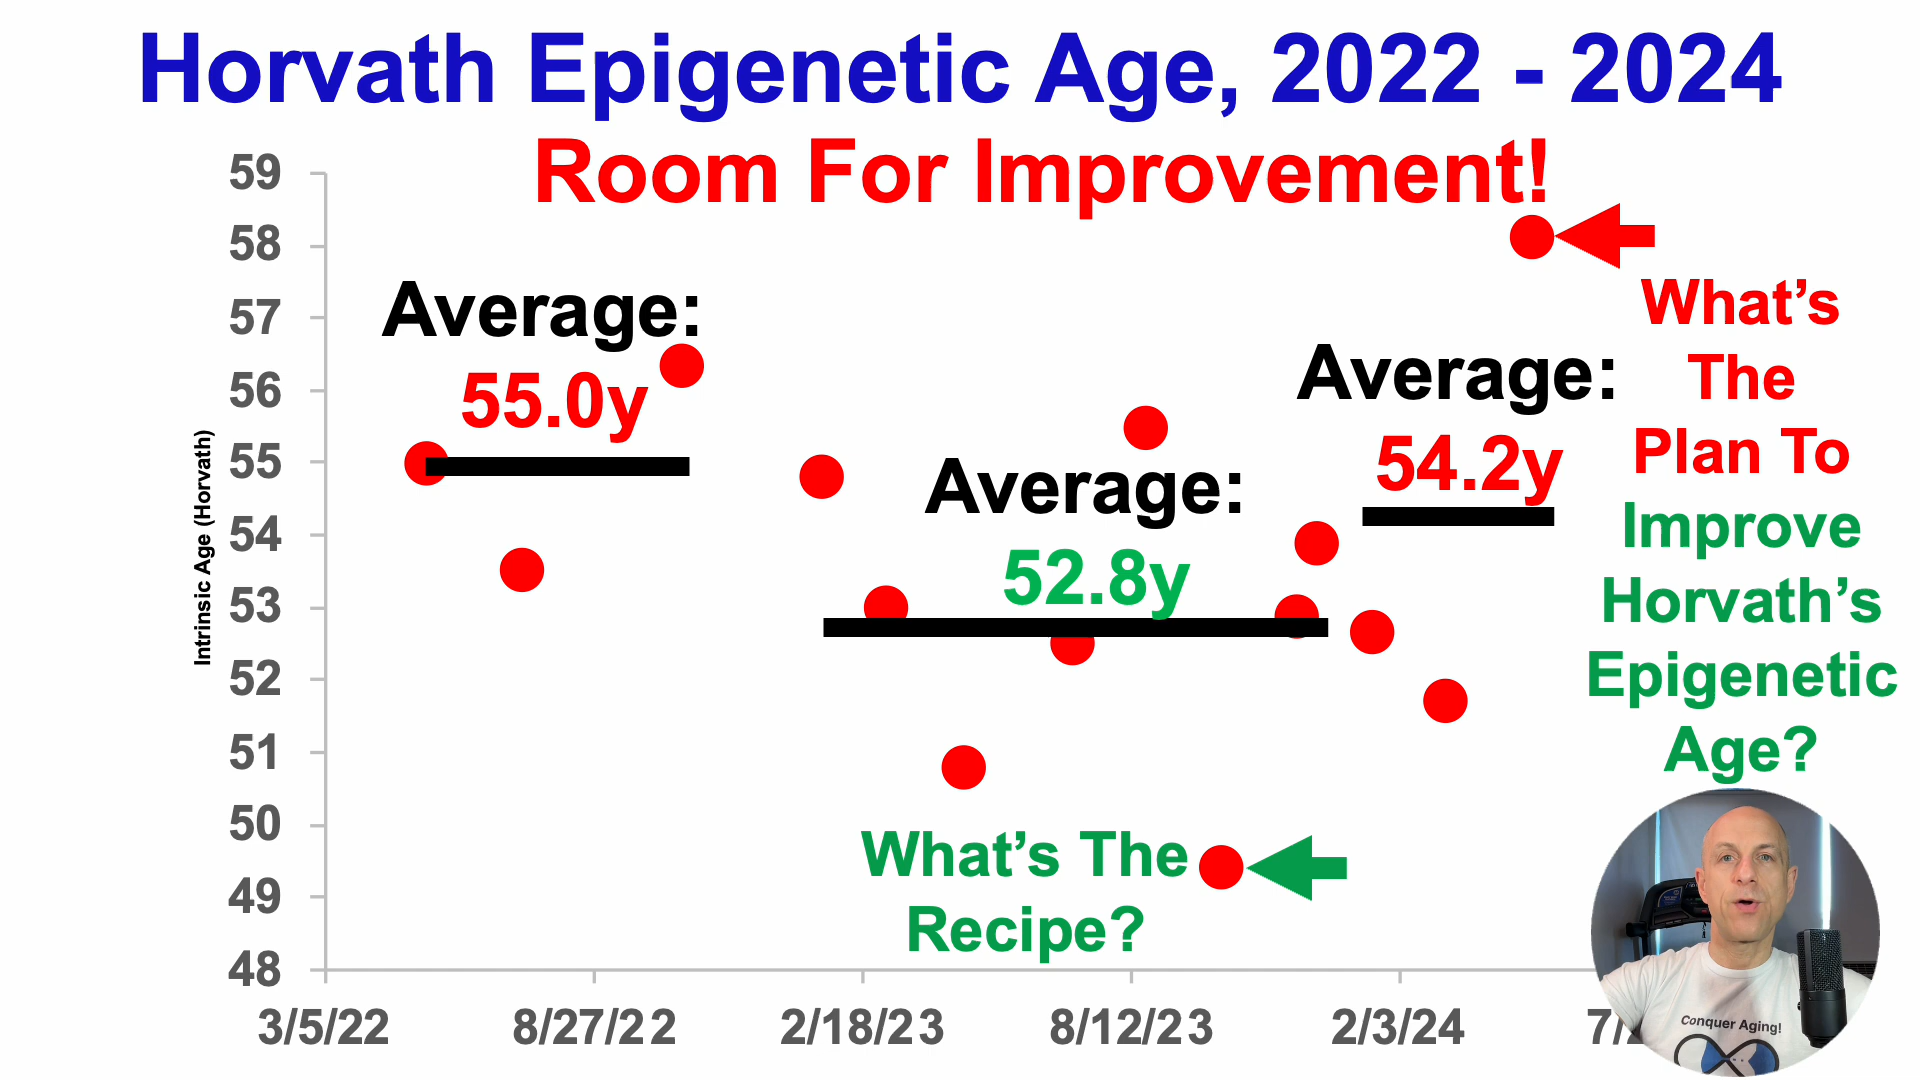 Horvath Epigenetic Age, 2022 - 2024
Room For Improvement!
59
58
57
56
55
54
53
52
51
50
49
48
Intrinsic Age (Horvath)
Average:
55.0y
Average:
52.8y
Average:
54.2y
What's
The
Plan To
Improve
Horvath's
Epigenetic
Age?
What's The
Recipe?
3/5/22
8/27/22
2/18/23
8/12/23
2/3/24
7/2
Conquer Aging!